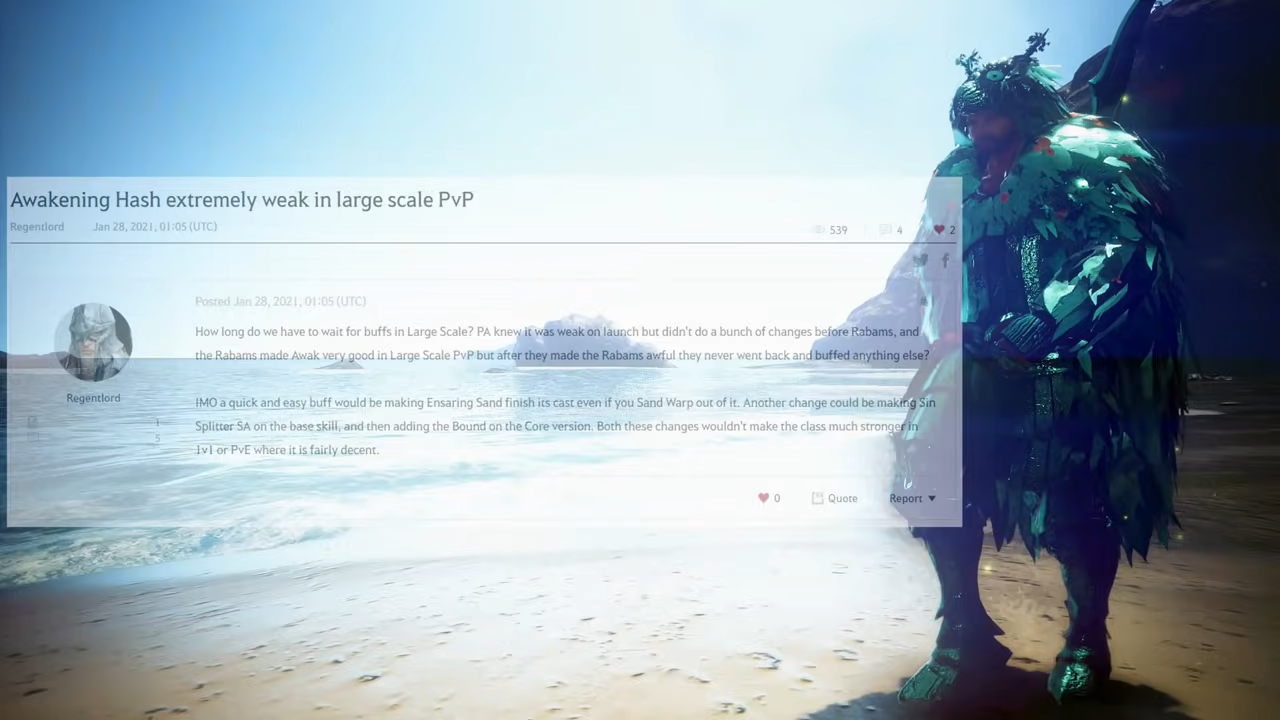 Awakening Hash extremely weak in large scale PvP
Regentlord Jan 28, 2021, 01:05 (UTC) 539 4 2
Posted Jan 28, 2021, 01:05 (UTC)
How long do we have to wait for buffs in Large Scale? PA knew it was weak on launch but didn't do a bunch of changes before Rabams, and
the Rabams made Awak very good in Large Scale PvP but after they made the Rabams awful they never went back and buffed anything else?
Regentlord
IMO a quick and easy buff would be making Ensaring Sand finish its cast even if you Sand Warp out of it. Another change could be making Sin
Splitter SA on the base skill, and then adding the Bound on the Core version. Both these changes wouldn't make the class much stronger in
1v1 or PvE where it is fairly decent.
0 Quote Report